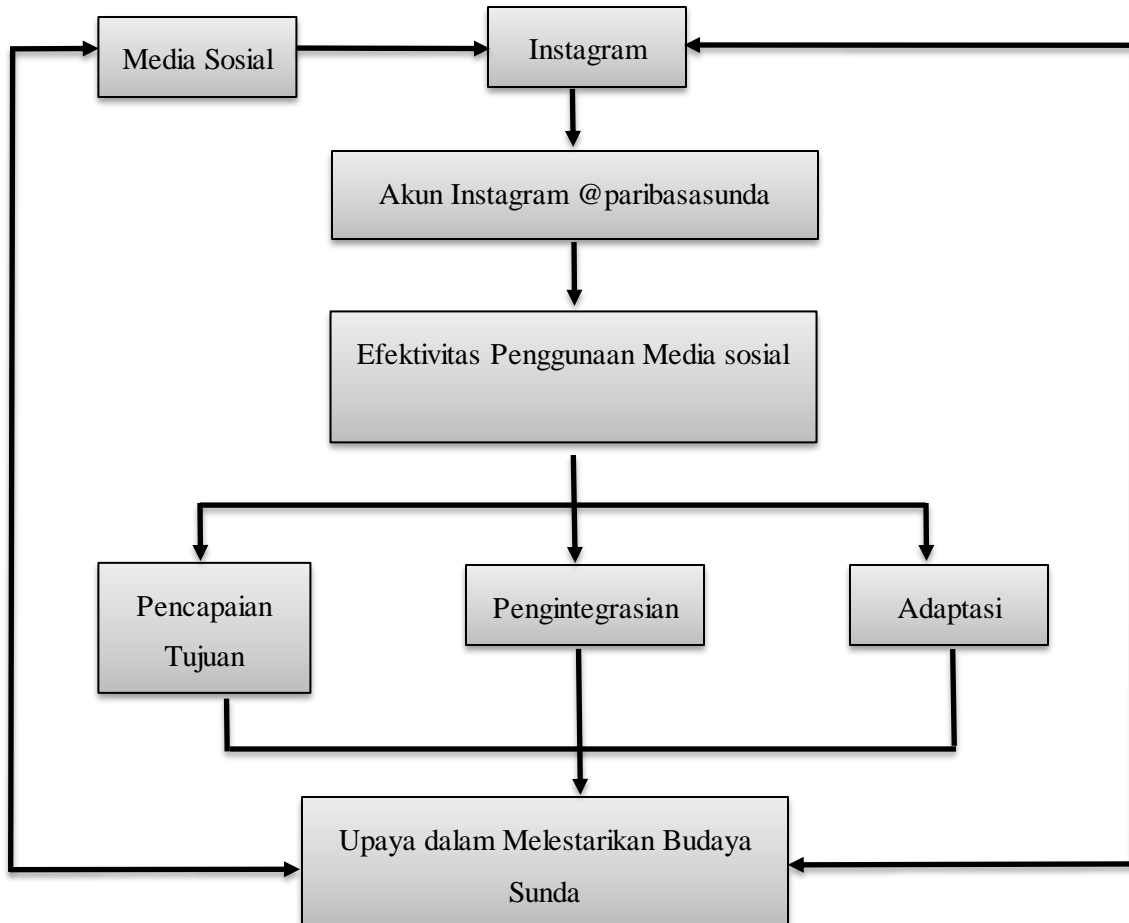 Media Sosial
Instagram
Akun Instagram @paribasasunda
Efektivitas Penggunaan Media sosial
Pencapaian
Tujuan
Pengintegrasian
Adaptasi
Upaya dalam Melestarikan Budaya
Sunda